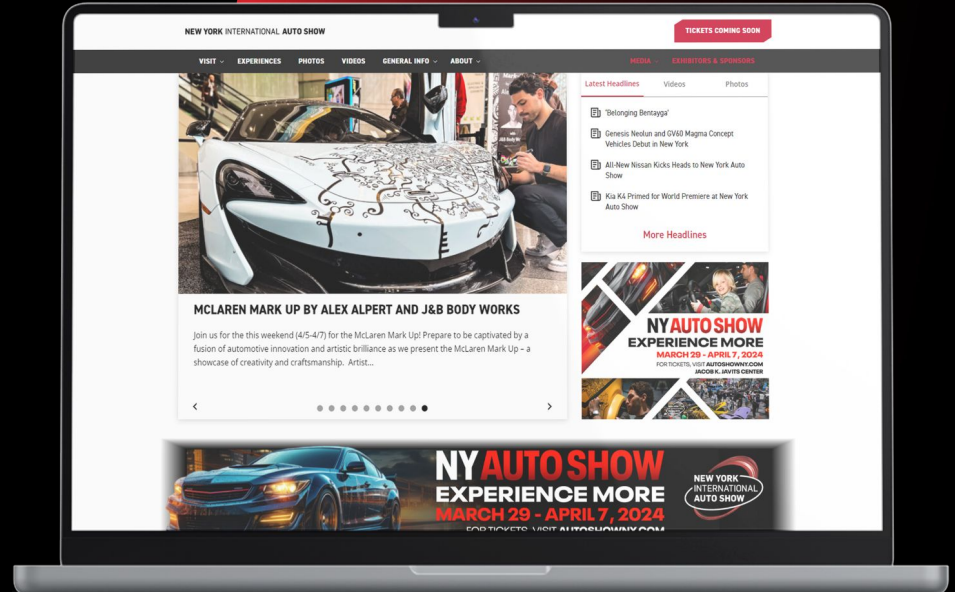 NEW YORK INTERNATIONAL AUTO SHOW
TICKETS COMING SOON
VISIT
EXPERIENCES
PHOTOS
VIDEOS
GENERAL INFO
ABOUT
MEDIA
EXHIBITORS & SPONSORS
MCLAREN MARK UP BY ALEX ALPERT AND J&B BODY WORKS
Join us for the this weekend (4/5-4/7) for the McLaren Mark Up! Prepare to be captivated by a
fusion of automotive innovation and artistic brilliance as we present the McLaren Mark Up – a
showcase of creativity and craftsmanship. Artist...
Latest Headlines
Videos
Photos
'Belonging Bentayga'
Genesis Neolun and GV60 Magma Concept
Vehicles Debut in New York
All-New Nissan Kicks Heads to New York Auto
Show
Kia K4 Primed for World Premiere at New York
Auto Show
More Headlines
NY AUTO SHOW
EXPERIENCE MORE
MARCH 29 - APRIL 7, 2024
FOR TICKETS, VISIT AUTOSHOWNY.COM
JACOB K. JAVITS CENTER
NY AUTO SHOW
EXPERIENCE MORE
MARCH 29 - APRIL 7, 2024
FOR TICKETS, VISIT AUTOSHOWNY.COM
NEW YORK
INTERNATIONAL
AUTO SHOW